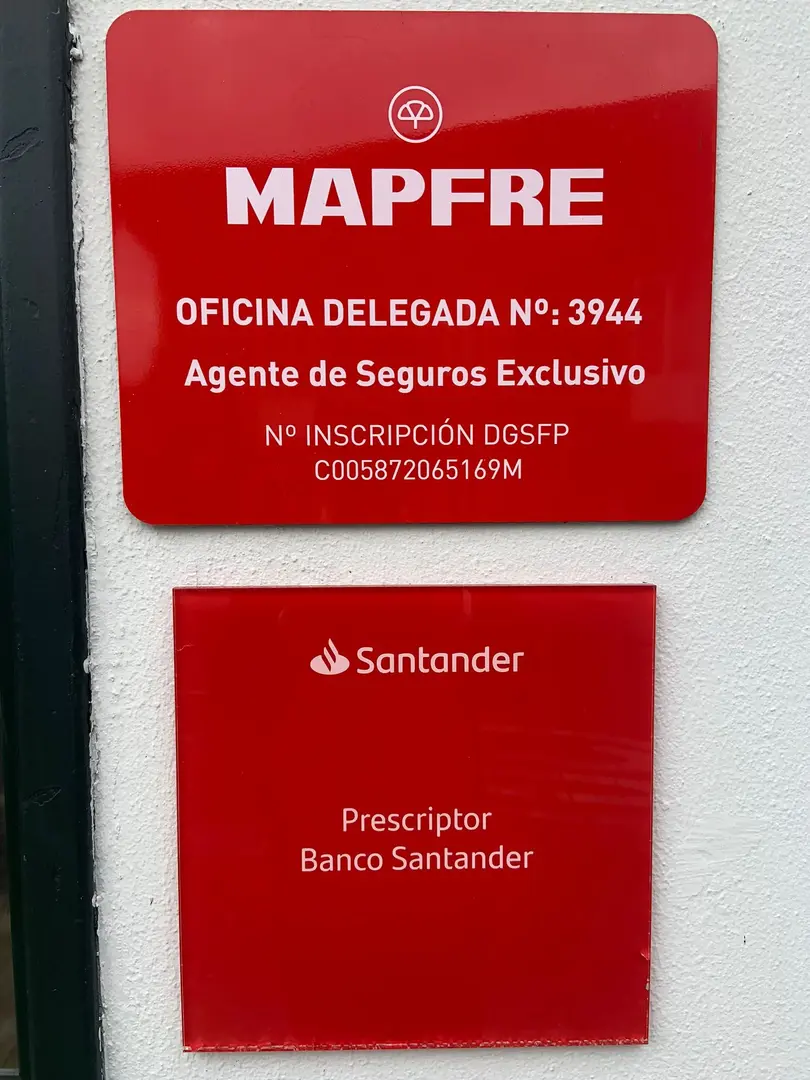 MAPFRE
OFICINA DELEGADA Nº: 3944
Agente de Seguros Exclusivo
Nº INSCRIPCIÓN DGSFP
C005872065169M
Santander
Prescriptor
Banco Santander